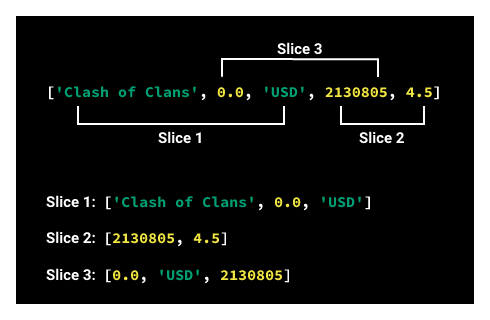 Slice 3
['Clash of Clans', 0.0, 'USD', 2130805, 4.5]
Slice 1 Slice 2
Slice 1: ['Clash of Clans', 0.0, 'USD']
Slice 2: [2130805, 4.5]
Slice 3: [0.0, 'USD', 2130805]